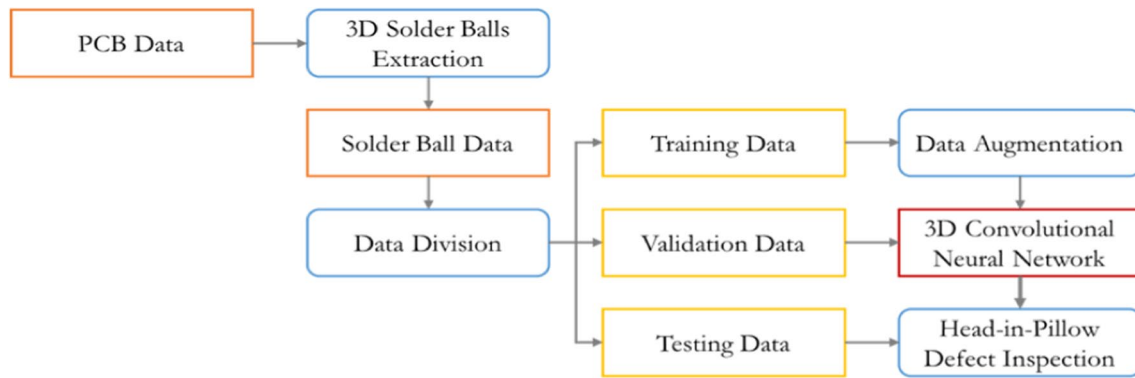 PCB Data
3D Solder Balls
Extraction
Solder Ball Data
Training Data
Data Augmentation
Data Division
Validation Data
3D Convolutional
Neural Network
Testing Data
Head-in-Pillow
Defect Inspection